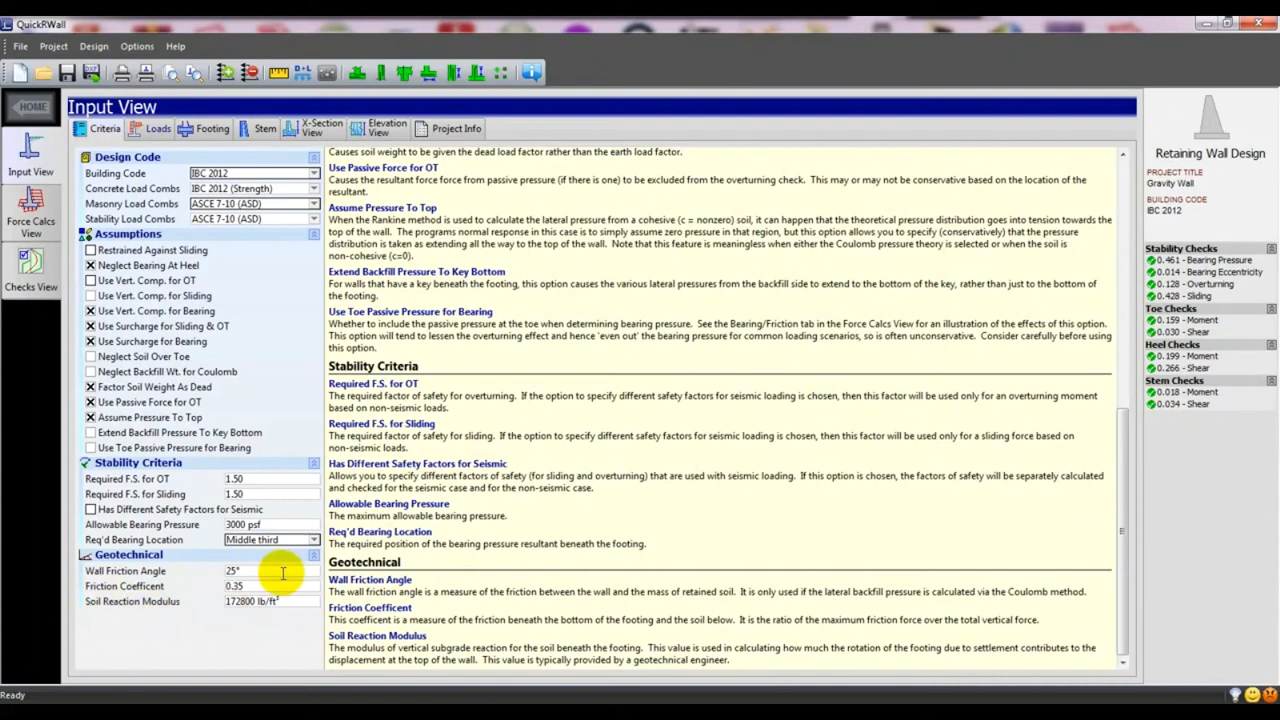 QuickRWall
File Project Design Options Help
HOME
Input View
Force Calcs
View
Checks View
Input View
Criteria Loads Footing Stem X-Section View Elevation View Project Info
Design Code
Building Code IBC 2012
Concrete Load Combs IBC 2012 (Strength)
Masonry Load Combs ASCE 7-10 (ASD)
Stability Load Combs ASCE 7-10 (ASD)
Assumptions
Restrained Against Sliding
Neglect Bearing At Heel
Use Vert. Comp. for OT
Use Vert. Comp. for Sliding
Use Vert. Comp. for Bearing
Use Surcharge for Sliding & OT
Use Surcharge for Bearing
Neglect Soil Over Toe
Neglect Backfill Wt. for Coulomb
Factor Soil Weight As Dead
Use Passive Force for OT
Assume Pressure To Top
Extend Backfill Pressure To Key Bottom
Use Toe Passive Pressure for Bearing
Stability Criteria
Required F.S. for OT 1.50
Required F.S. for Sliding 1.50
Has Different Safety Factors for Seismic
Allowable Bearing Pressure 3000 psf
Req'd Bearing Location Middle third
Geotechnical
Wall Friction Angle 25°
Friction Coefficent 0.35
Soil Reaction Modulus 172800 lb/ft³
Causes soil weight to be given the dead load factor rather than the earth load factor.
Use Passive Force for OT
Causes the resultant force force from passive pressure (if there is one) to be excluded from the overturning check. This may or may not be conservative based on the location of the
resultant.
Assume Pressure To Top
When the Rankine method is used to calculate the lateral pressure from a cohesive (c = nonzero) soil, it can happen that the theoretical pressure distribution goes into tension towards the
top of the wall. The programs normal response in this case is to simply assume zero pressure in that region, but this option allows you to specify (conservatively) that the pressure
distribution is taken as extending all the way to the top of the wall. Note that this feature is meaningless when either the Coulomb pressure theory is selected or when the soil is
non-cohesive (c=0).
Extend Backfill Pressure To Key Bottom
For walls that have a key beneath the footing, this option causes the various lateral pressures from the backfill side to extend to the bottom of the key, rather than just to the bottom of
the footing.
Use Toe Passive Pressure for Bearing
Whether to include the passive pressure at the toe when determining bearing pressure. See the Bearing/Friction tab in the Force Calcs View for an illustration of the effects of this option.
This option will tend to lessen the overturning effect and hence 'even out' the bearing pressure for common loading scenarios, so is often unconservative. Consider carefully before using
this option.
Stability Criteria
Required F.S. for OT
The required factor of safety for overturning. If the option to specify different safety factors for seismic loading is chosen, then this factor will be used only for an overturning moment
based on non-seismic loads.
Required F.S. for Sliding
The required factor of safety for sliding. If the option to specify different safety factors for seismic loading is chosen, then this factor will be used only for a sliding force based on
non-seismic loads.
Has Different Safety Factors for Seismic
Allows you to specify different factors of safety (for sliding and overturning) that are used with seismic loading. If this option is chosen, the factors of safety will be separately calculated
and checked for the seismic case and for the non-seismic case.
Allowable Bearing Pressure
The maximum allowable bearing pressure.
Req'd Bearing Location
The required position of the bearing pressure resultant beneath the footing.
Geotechnical
Wall Friction Angle
The wall friction angle is a measure of the friction between the wall and the mass of retained soil. It is only used if the lateral backfill pressure is calculated via the Coulomb method.
Friction Coefficent
This coefficient is a measure of the friction beneath the bottom of the footing and the soil below. It is the ratio of the maximum friction force over the total vertical force.
Soil Reaction Modulus
The modulus of vertical subgrade reaction for the soil beneath the footing. This value is used in calculating how much the rotation of the footing due to settlement contributes to the
displacement at the top of the wall. This value is typically provided by a geotechnical engineer.
Retaining Wall Design
PROJECT TITLE
Gravity Wall
BUILDING CODE
IBC 2012
Stability Checks
0.461 - Bearing Pressure
0.014 - Bearing Eccentricity
0.128 - Overturning
0.428 - Sliding
Toe Checks
0.159 - Moment
0.030 - Shear
Heel Checks
0.199 - Moment
0.266 - Shear
Stem Checks
0.018 - Moment
0.034 - Shear
Ready